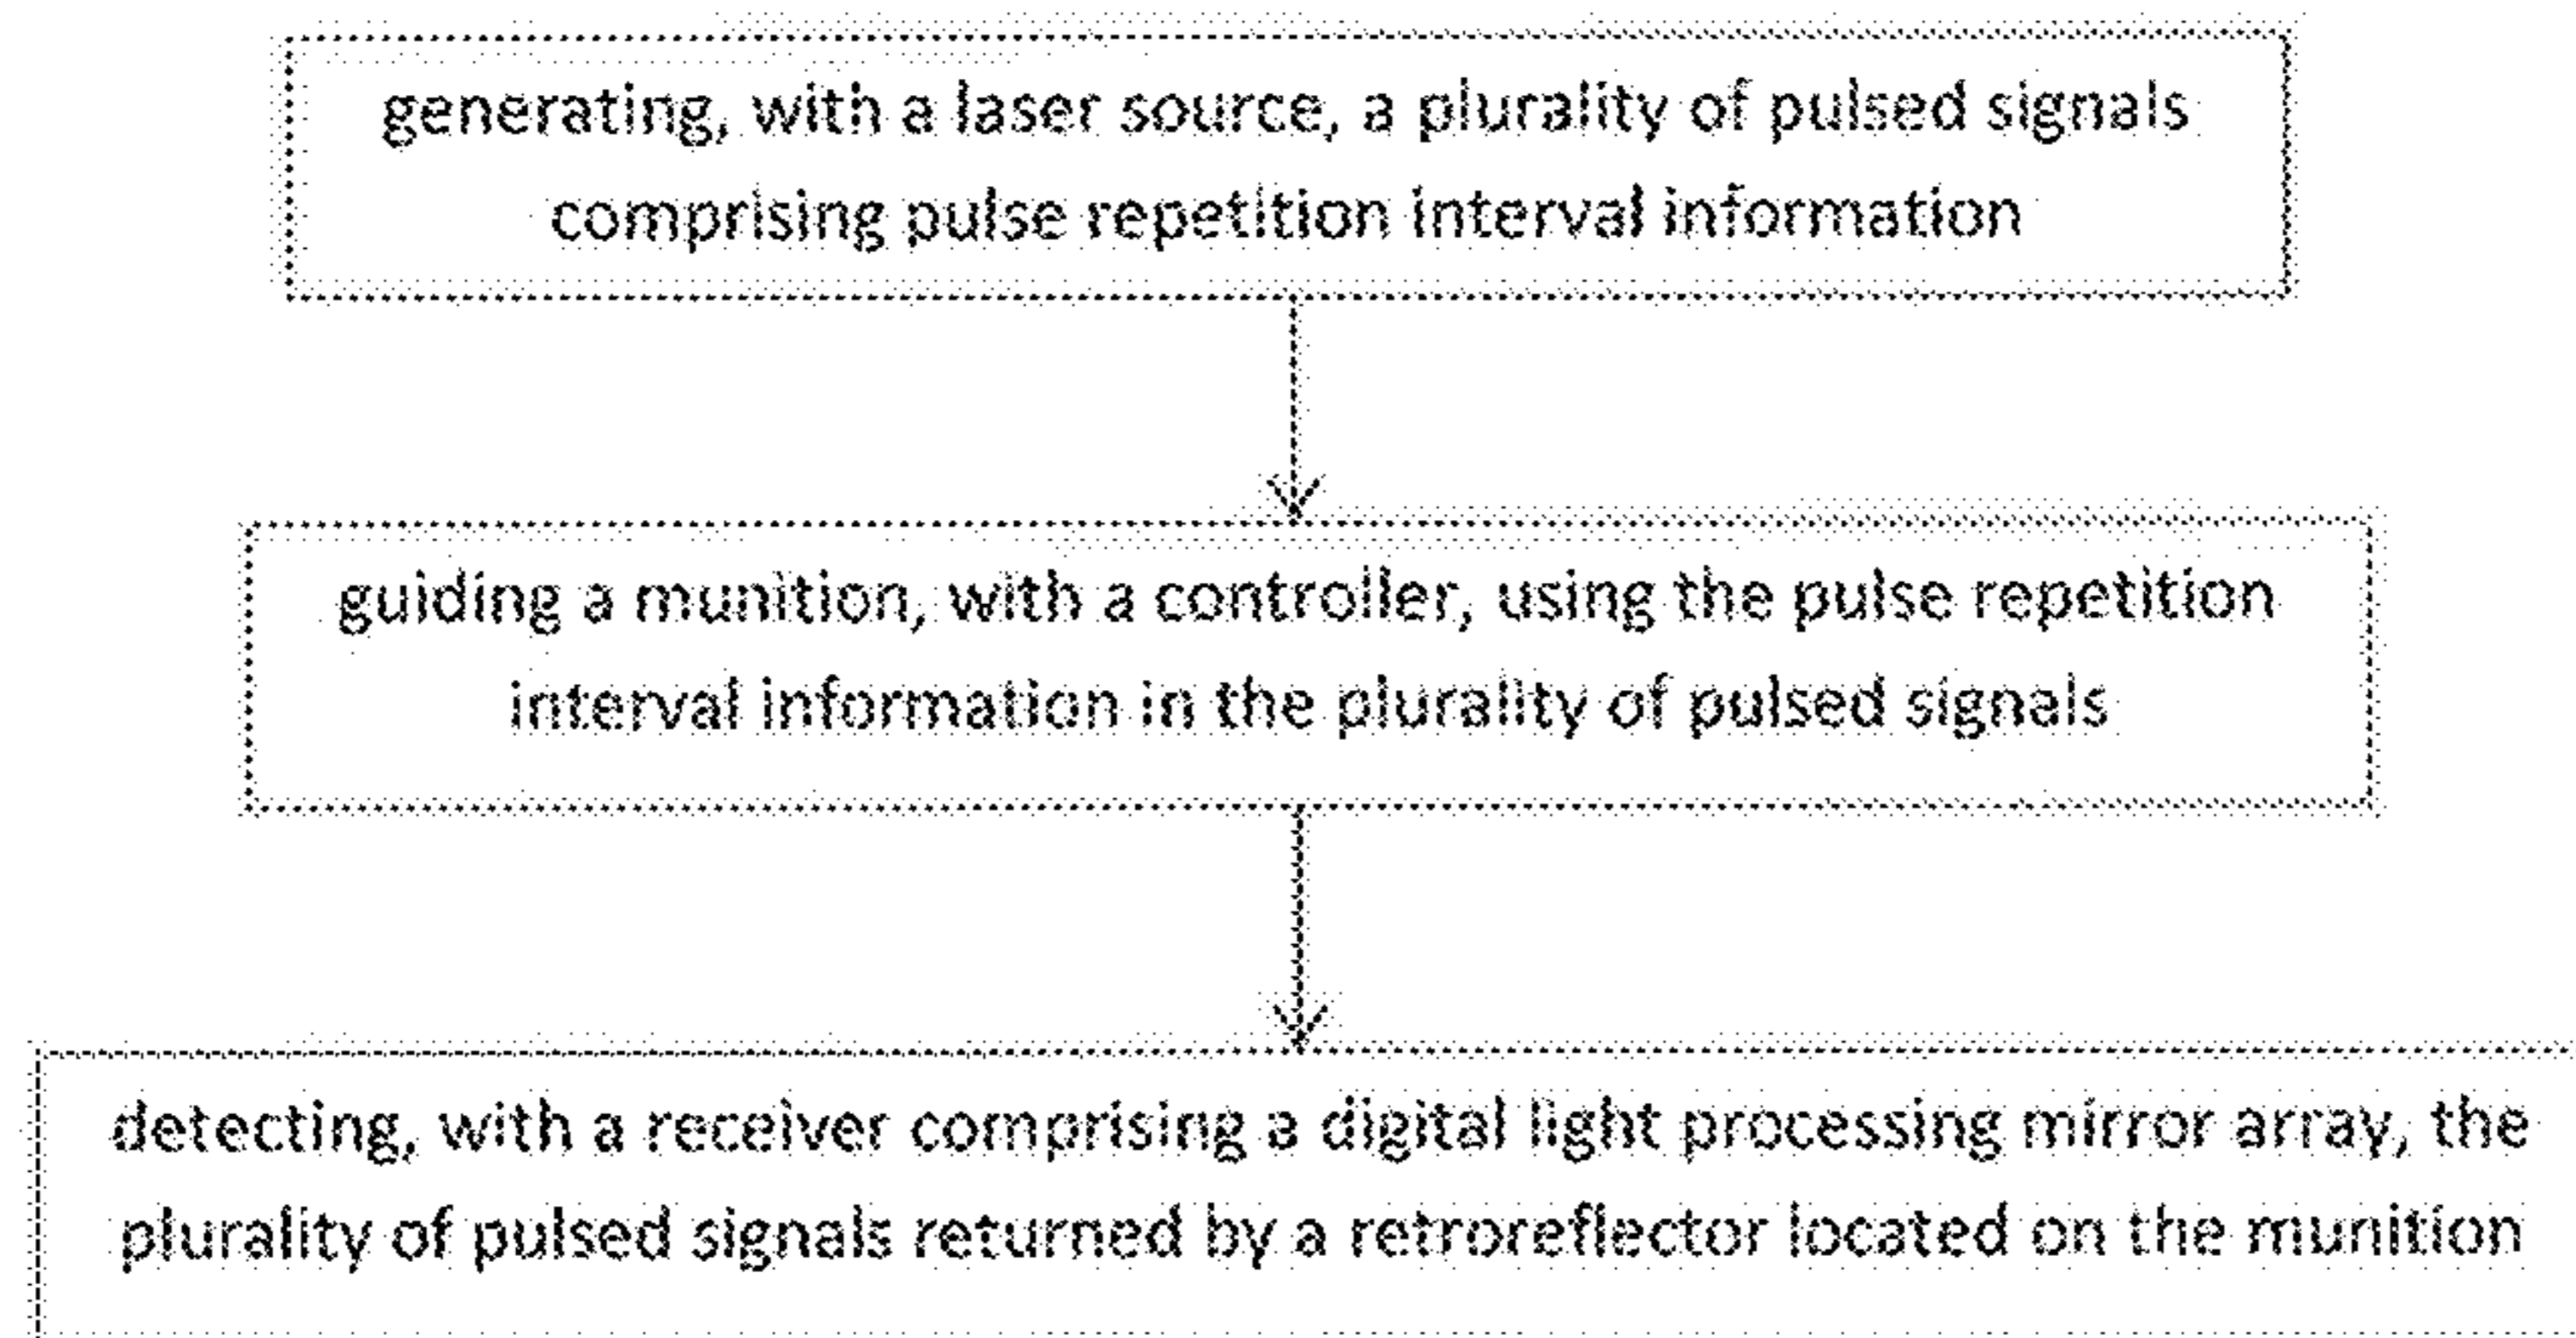 generating, with a laser source, a plurality of pulsed signals
comprising pulse repetition interval information
guiding a munition, with a controller, using the pulse repetition
interval information in the plurality of pulsed signals
detecting, with a receiver comprising a digital light processing mirror array, the
plurality of pulsed signals returned by a retroreflector located on the munition